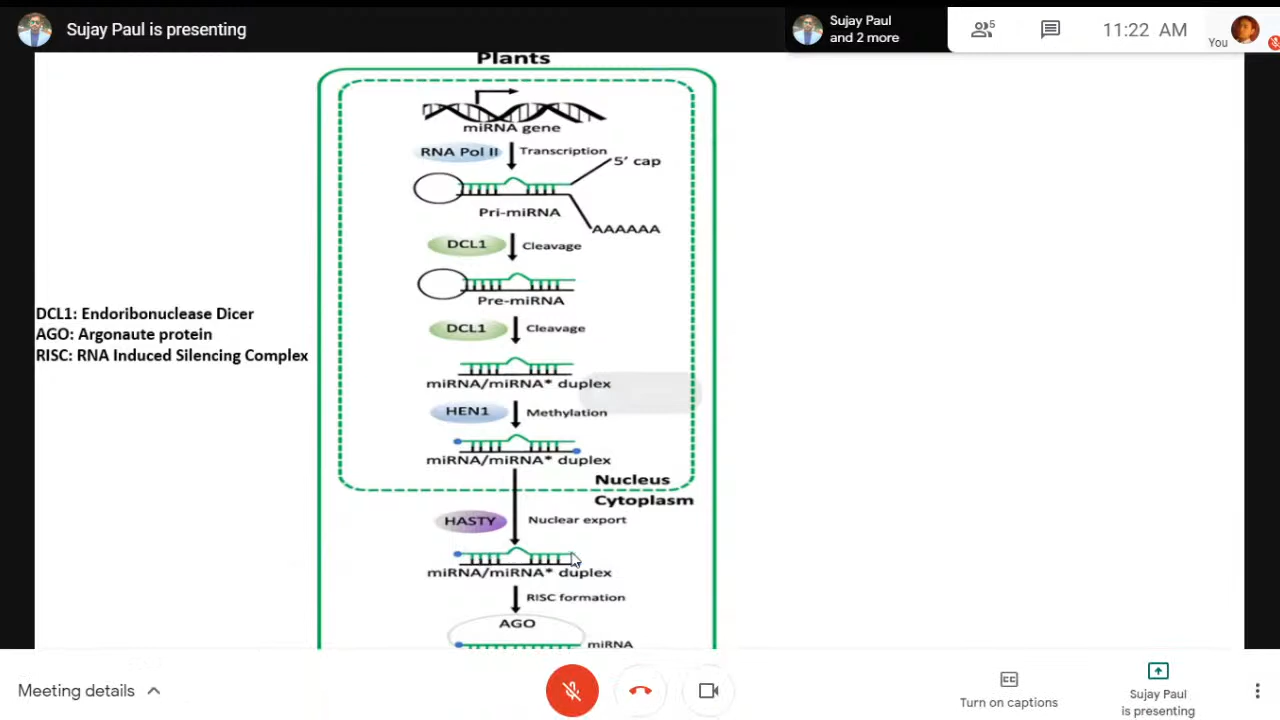 Sujay Paul is presenting
Sujay Paul
and 2 more
5
11:22 AM
You
Plants
miRNA gene
RNA Pol II
Transcription
5' cap
Pri-miRNA
AAAAAA
DCL1
Cleavage
Pre-miRNA
DCL1: Endoribonuclease Dicer
AGO: Argonaute protein
RISC: RNA Induced Silencing Complex
DCL1
Cleavage
miRNA/miRNA* duplex
HEN1
Methylation
miRNA/miRNA* duplex
Nucleus
Cytoplasm
HASTY
Nuclear export
miRNA/miRNA* duplex
RISC formation
AGO
miRNA
Meeting details
CC
Turn on captions
Sujay Paul
is presenting